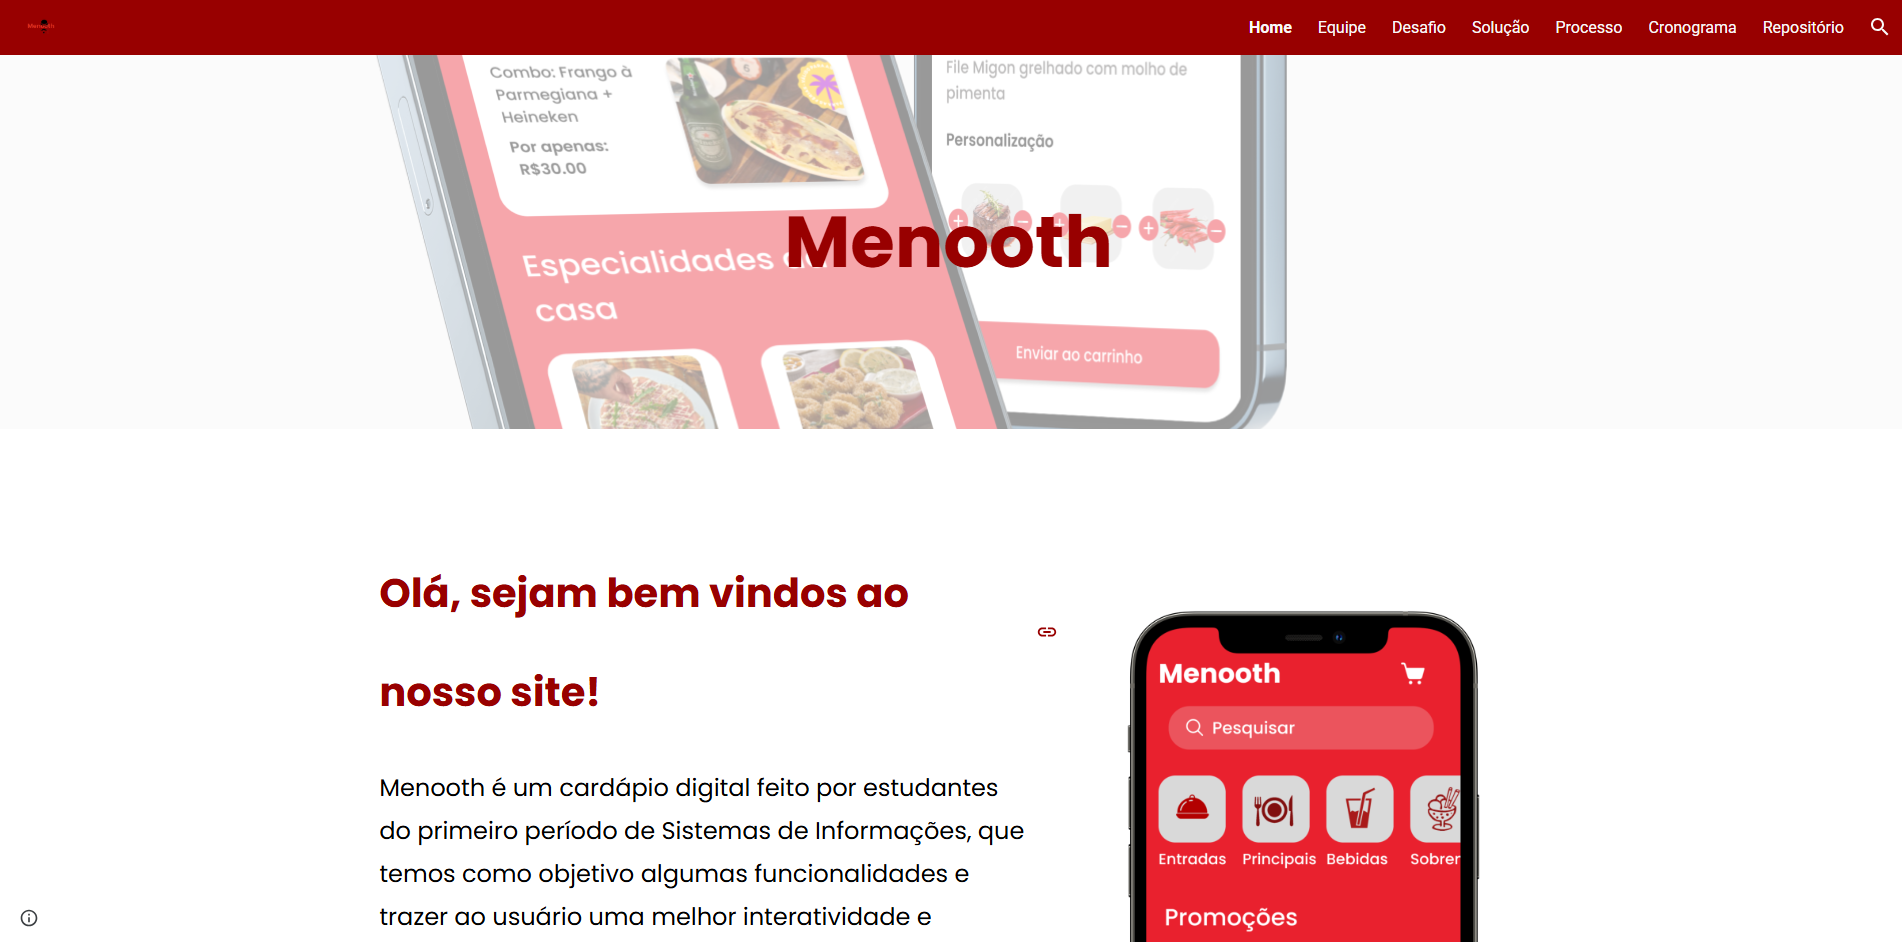 Menooth
Home Equipe Desafio Solução Processo Cronograma Repositório
Combo: Frango à
Parmegiana +
Heineken
Por apenas:
R$30.00
Especialidades
casa
File Migon grelhado com molho de
pimenta
Personalização
Enviar ao carrinho
Menooth
Olá, sejam bem vindos ao
nosso site!
Menooth é um cardápio digital feito por estudantes
do primeiro período de Sistemas de Informações, que
temos como objetivo algumas funcionalidades e
trazer ao usuário uma melhor interatividade e
Menooth
Pesquisar
Entradas Principais Bebidas Sobrer
Promoções